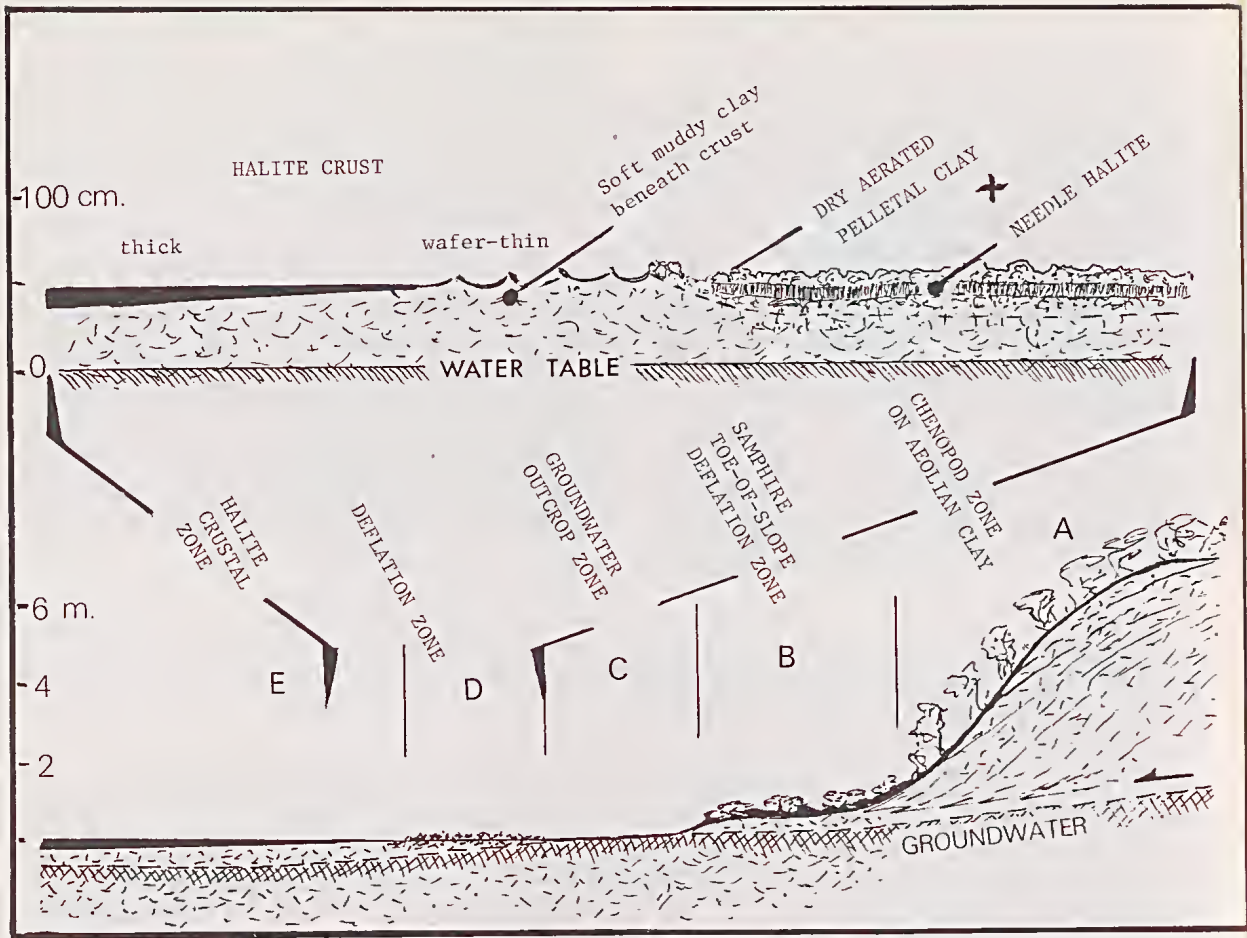 HALITE CRUST
-100 cm.
thick
wafer-thin
Soft muddy clay
beneath crust
DRY AERATED
PELLETAL CLAY
+
NEEDLE HALITE
0
WATER TABLE
HALITE
CRUSTAL
ZONE
DEFLATION ZONE
GROUNDWATER
OUTCROP ZONE
SAMPHIRE
TOE-OF-SLOPE
DEFLATION ZONE
CHENOPOD ZONE
ON AEOLIAN CLAY
A
-6 m.
E
D
C
B
-4
-2
GROUNDWATER